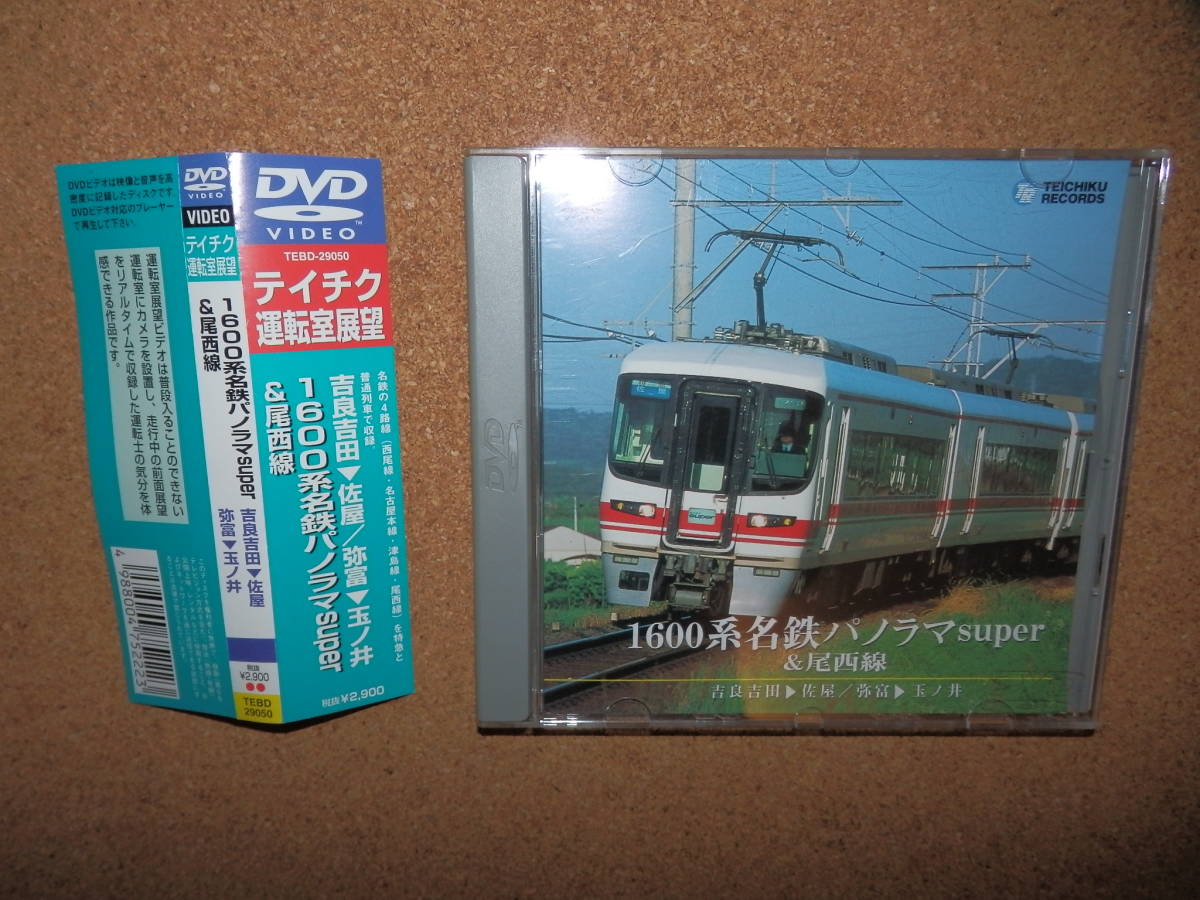 DVDビデオは映像と音声を高
密度に記録したディスクです。
DVDビデオ対応のプレーヤー
で再生して下さい。
運転室展望ビデオは普段入ることのできない
運転室にカメラを設置し、走行中の前面展望
をリアルタイムで収録した運転士の気分を体
感できる作品です。
4 988004 752223
DVD
VIDEO
VIDEO
テイチク
運転室展望
1600系名鉄パノラマsuper
&尾西線
吉良吉田▶佐屋
弥富▶玉ノ井
税抜
¥2,900
TEBD
29050
DVD
VIDEO
TM
TEBD-29050
テイチク
運転室展望
名鉄の4路線(西尾線・名古屋本線・津島線・尾西線)を特急と
普通列車で収録。
吉良吉田▶佐屋/弥富▶玉ノ井
1600系名鉄パノラマsuper
&尾西線
税抜¥2,900
DVD
TEICHIKU
RECORDS
佐屋
super
1600系名鉄パノラマsuper
&尾西線
吉良吉田▶佐屋/弥富▶玉ノ井